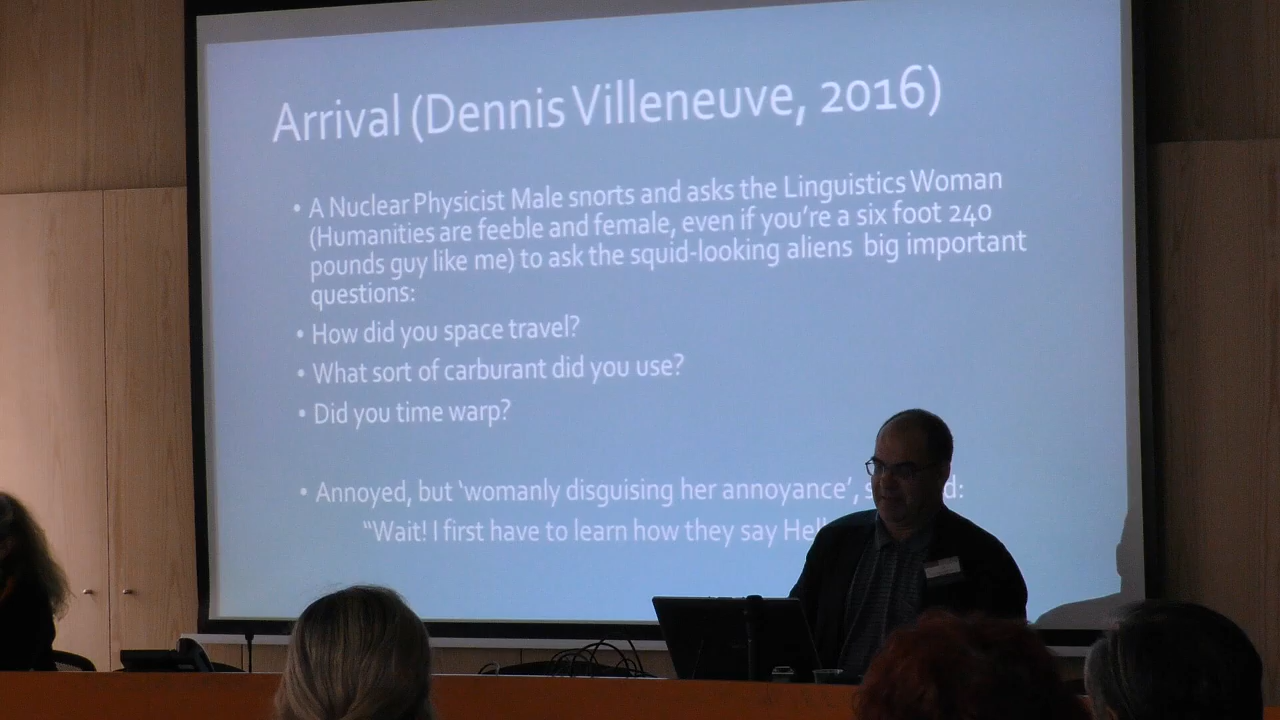 Arrival (Dennis Villeneuve, 2016)
• A Nuclear Physicist Male snorts and asks the Linguistics Woman
(Humanities are feeble and female, even if you're a six foot 240
pounds guy like me) to ask the squid-looking aliens big important
questions:
• How did you space travel?
• What sort of carburant did you use?
• Did you time warp?
• Annoyed, but ‘womanly disguising her annoyance’,
“Wait! I first have to learn how they say